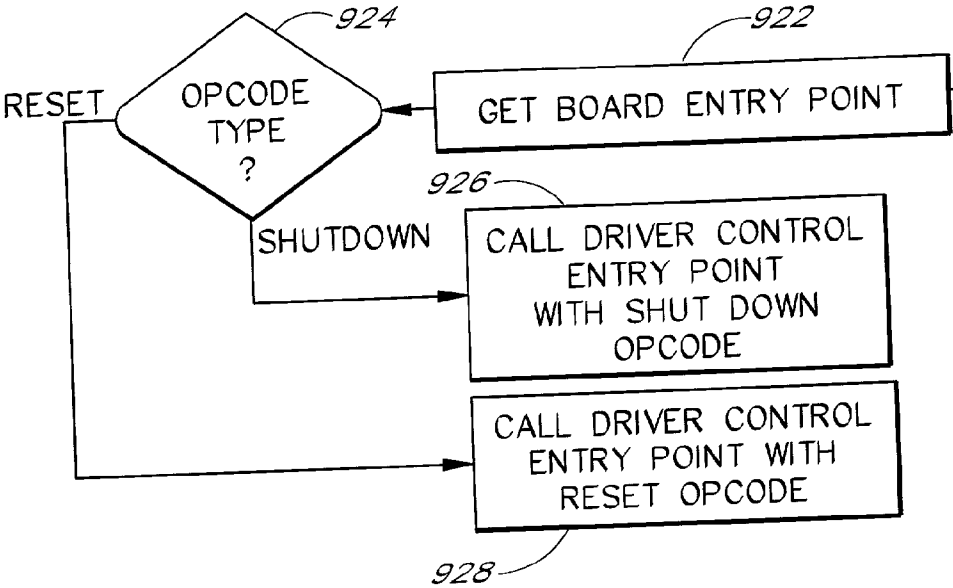 924
922
RESET
OPCODE
TYPE
?
GET BOARD ENTRY POINT
926
SHUTDOWN
CALL DRIVER CONTROL
ENTRY POINT
WITH SHUT DOWN
OPCODE
CALL DRIVER CONTROL
ENTRY POINT WITH
RESET OPCODE
928